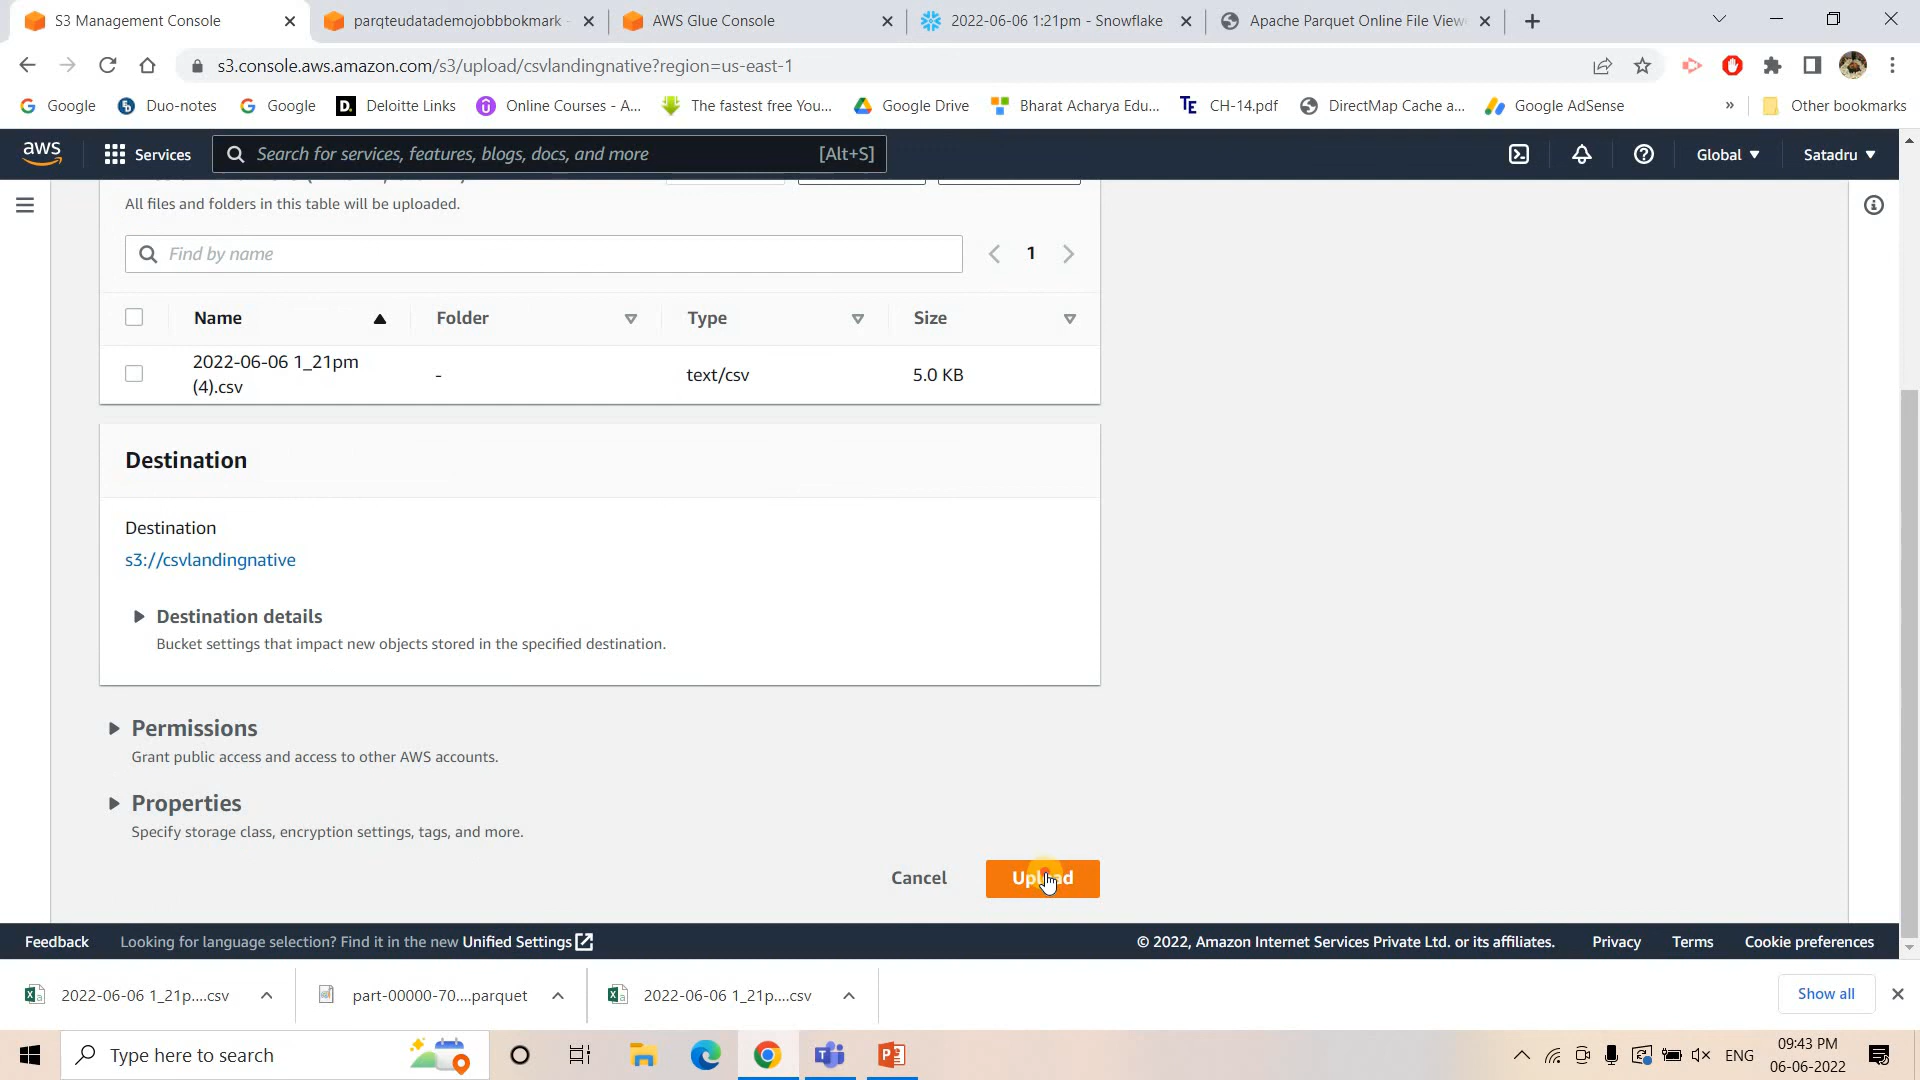 S3 Management Console
parqteudatademojobbbokmark -
AWS Glue Console
2022-06-06 1:21pm - Snowflake
Apache Parquet Online File View
s3.console.aws.amazon.com/s3/upload/csvlandingnative?region=us-east-1
Google
Duo-notes
Google
Deloitte Links
Online Courses - A...
The fastest free You...
Google Drive
Bharat Acharya Edu...
TE CH-14.pdf
DirectMap Cache a...
Google AdSense
»
Other bookmarks
aws
Services
Search for services, features, blogs, docs, and more [Alt+S]
Global
Satadru
All files and folders in this table will be uploaded.
Find by name
1
Name Folder Type Size
2022-06-06 1_21pm
(4).csv
- text/csv 5.0 KB
Destination
Destination
s3://csvlandingnative
Destination details
Bucket settings that impact new objects stored in the specified destination.
Permissions
Grant public access and access to other AWS accounts.
Properties
Specify storage class, encryption settings, tags, and more.
Cancel
Upload
Feedback
Looking for language selection? Find it in the new Unified Settings
© 2022, Amazon Internet Services Private Ltd. or its affiliates.
Privacy
Terms
Cookie preferences
2022-06-06 1_21p....csv
part-00000-70....parquet
2022-06-06 1_21p....csv
Show all
Type here to search
ENG
09:43 PM
06-06-2022